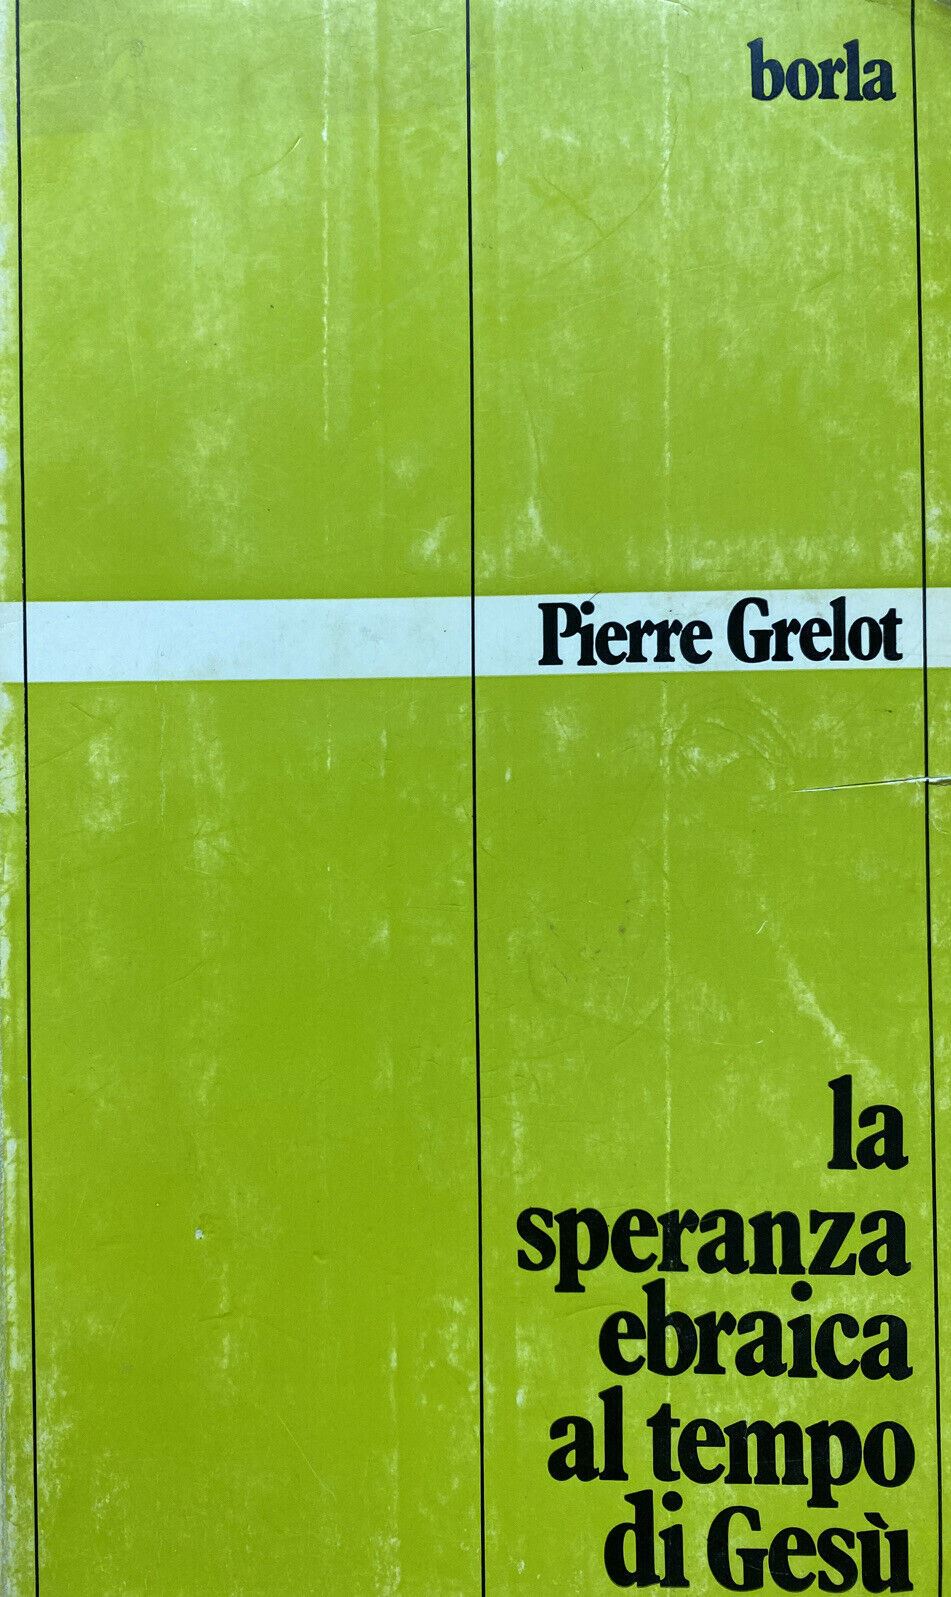 borla
Pierre Grelot
la
speranza
ebraica
al tempo
di Gesù